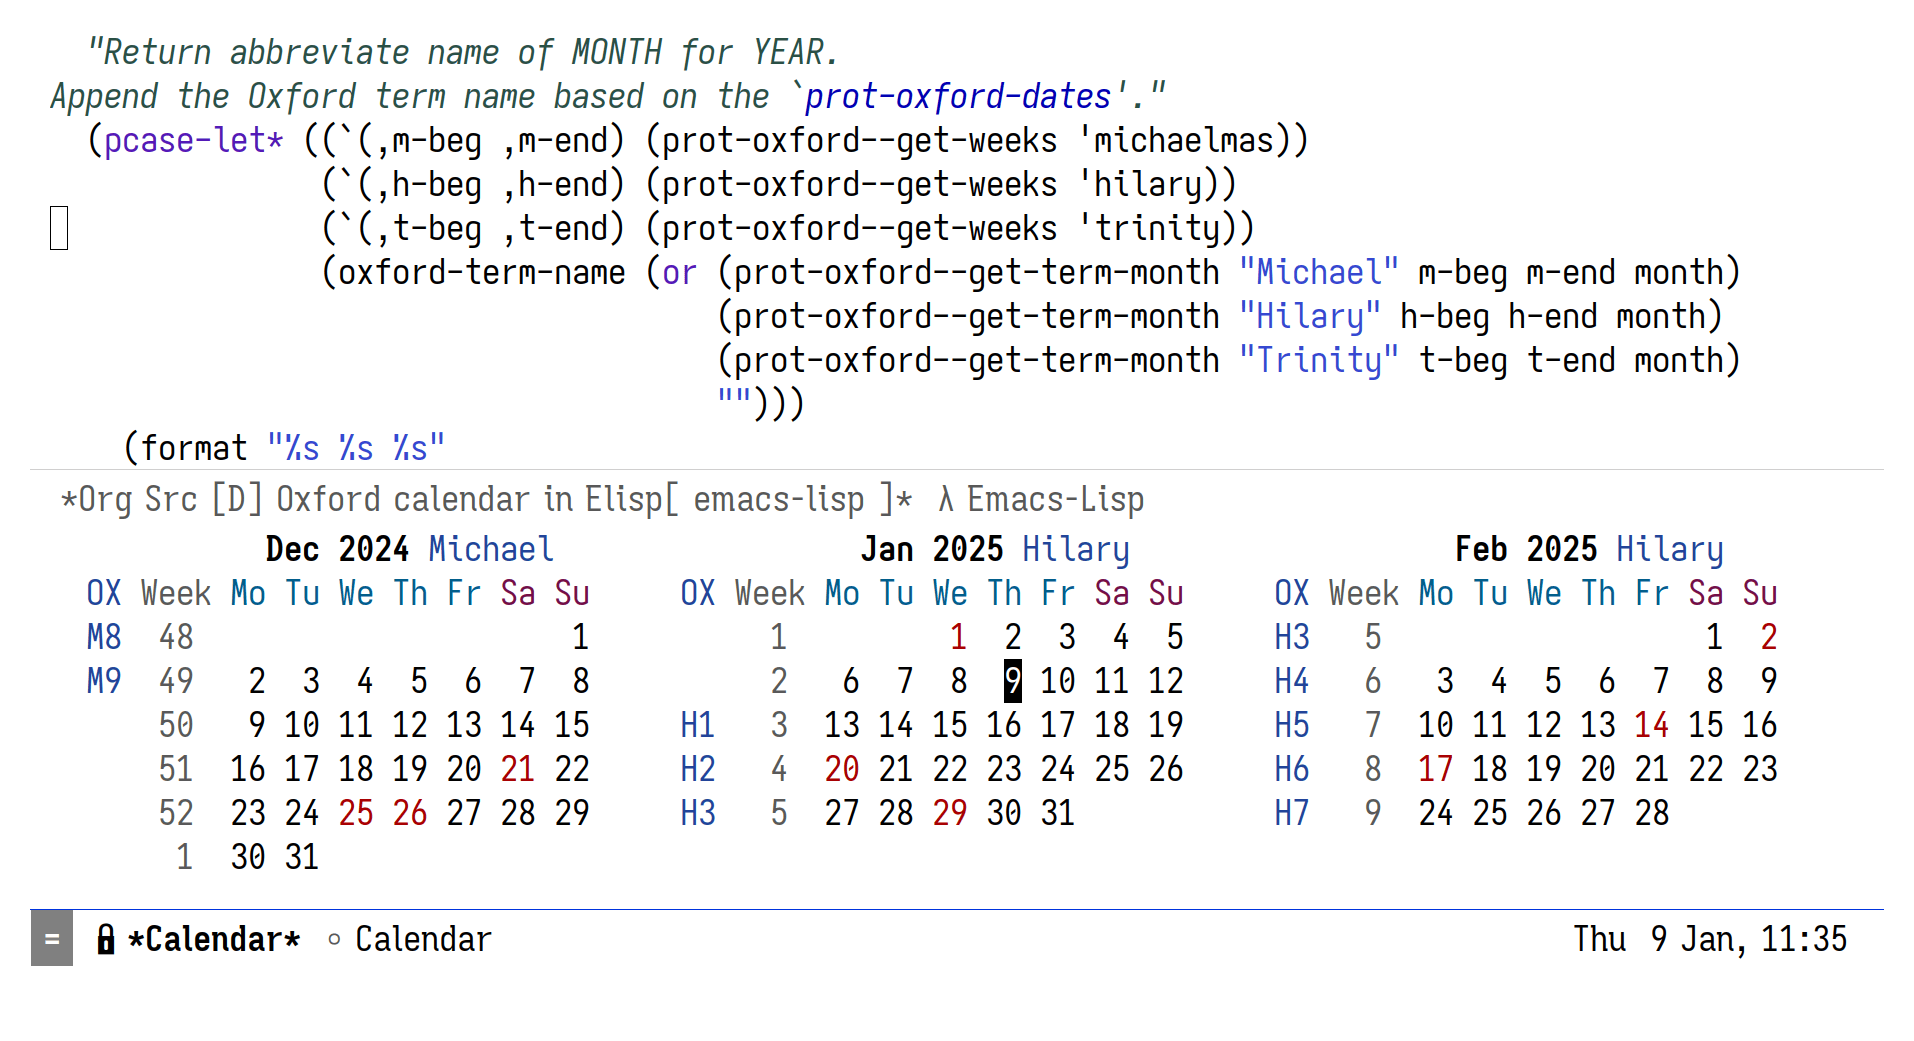 "Return abbreviate name of MONTH for YEAR.
Append the Oxford term name based on the `prot-oxford-dates'."
(pcase-let* ((`(,m-beg ,m-end) (prot-oxford--get-weeks 'michaelmas))
(`(,h-beg ,h-end) (prot-oxford--get-weeks 'hilary))
(`(,t-beg ,t-end) (prot-oxford--get-weeks 'trinity))
(oxford-term-name (or (prot-oxford--get-term-month "Michael" m-beg m-end month)
(prot-oxford--get-term-month "Hilary" h-beg h-end month)
(prot-oxford--get-term-month "Trinity" t-beg t-end month)
"")))
(format "%s %s %s"
*Org Src [D] Oxford calendar in Elisp[ emacs-lisp ]* λ Emacs-Lisp
Dec 2024 Michael Jan 2025 Hilary Feb 2025 Hilary
OX Week Mo Tu We Th Fr Sa Su OX Week Mo Tu We Th Fr Sa Su OX Week Mo Tu We Th Fr Sa Su
M8 48 1 1 1 2 3 4 5 H3 5 1 2
M9 49 2 3 4 5 6 7 8 2 6 7 8 9 10 11 12 H4 6 3 4 5 6 7 8 9
50 9 10 11 12 13 14 15 H1 3 13 14 15 16 17 18 19 H5 7 10 11 12 13 14 15 16
51 16 17 18 19 20 21 22 H2 4 20 21 22 23 24 25 26 H6 8 17 18 19 20 21 22 23
52 23 24 25 26 27 28 29 H3 5 27 28 29 30 31 H7 9 24 25 26 27 28
1 30 31
= *Calendar* ○ Calendar Thu 9 Jan, 11:35